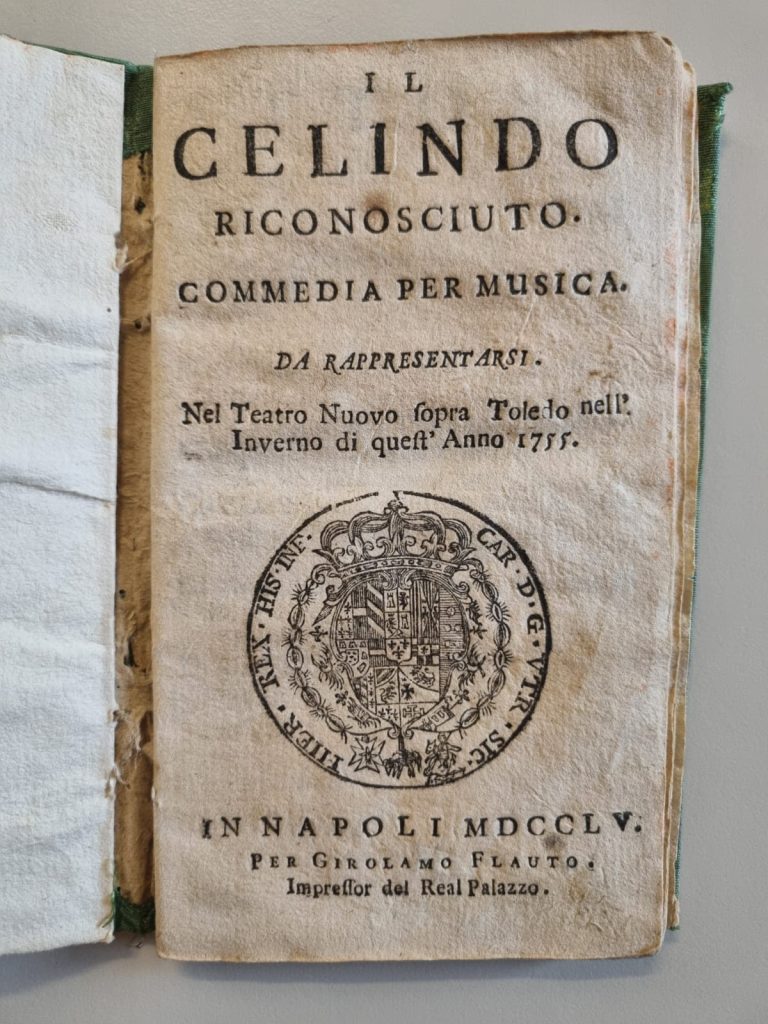 IL
CELINDO
RICONOSCIUTO.
COMMEDIA PER MUSICA.
DA RAPPRESENTARSI.
Nel Teatro Nuovo ſopra Toledo nell'
Inverno di queſt' Anno 1755.
CAR · D · G · VTR · SIC · HIER · REX · HIS · INF ·
IN NAPOLI MDCCLV.
PER GIROLAMO FLAUTO.
Impreſſor del Real Palazzo.